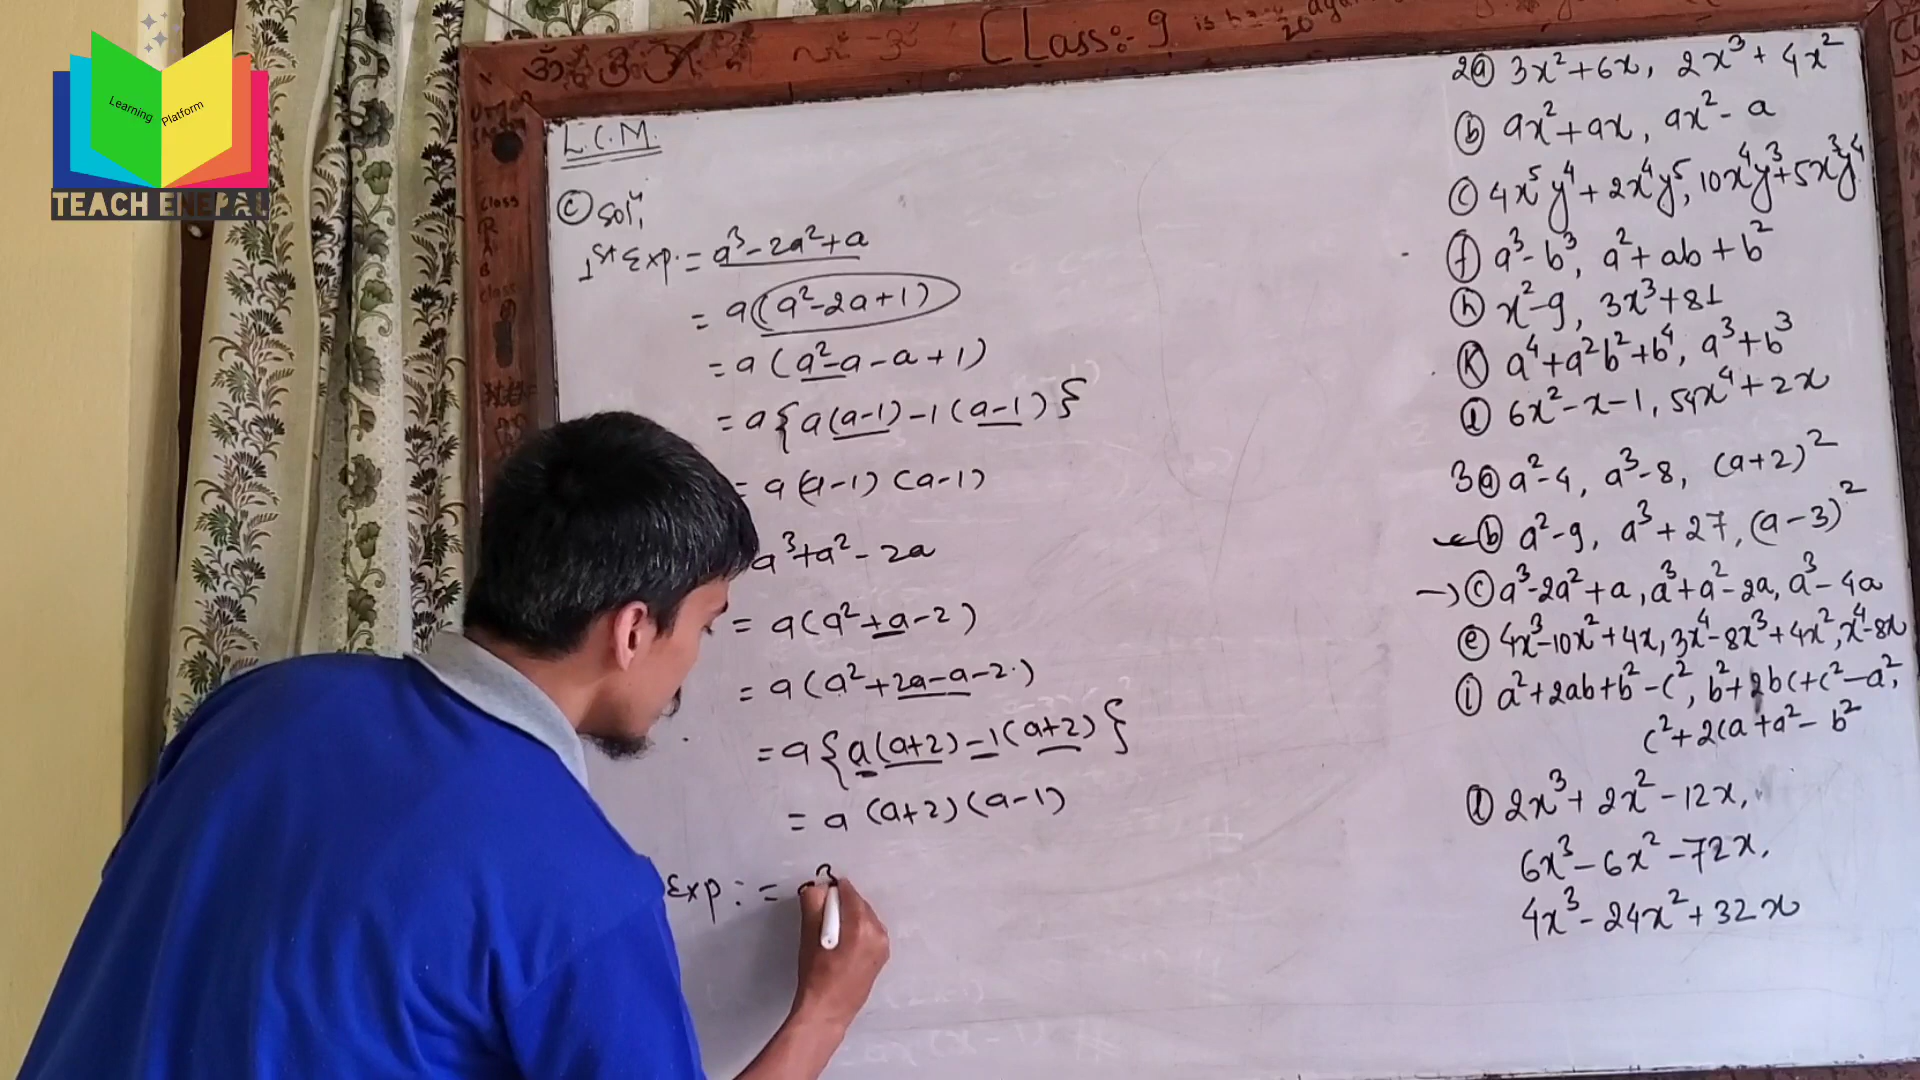 Learning Platform
TEACH ENEPAL
Class:- 9
L.C.M.
ⓒ solⁿ,
1st Exp. = a³-2a²+a
= a(a²-2a+1)
= a(a²-a-a+1)
= a{a(a-1)-1(a-1)}
= a(a-1)(a-1)
a³+a²-2a
= a(a²+a-2)
= a(a²+2a-a-2)
= a{a(a+2)-1(a+2)}
= a(a+2)(a-1)
Exp: = a³
2ⓐ 3x²+6x, 2x³+4x²
ⓑ ax²+ax, ax²-a
ⓒ 4x⁵y⁴+2x⁴y⁵, 10x⁴y³+5x³y⁴
ⓕ a³-b³, a²+ab+b²
ⓗ x²-9, 3x³+81
Ⓚ a⁴+a²b²+b⁴, a³+b³
ⓛ 6x²-x-1, 54x⁴+2x
3ⓐ a²-4, a³-8, (a+2)²
ⓑ a²-9, a³+27, (a-3)²
→ⓒ a³-2a²+a, a³+a²-2a, a³-4a
ⓔ 4x³-10x²+4x, 3x⁴-8x³+4x², x⁴-8x
ⓘ a²+2ab+b²-c², b²+2bc+c²-a²,
c²+2ca+a²-b²
ⓛ 2x³+2x²-12x,
6x³-6x²-72x,
4x³-24x²+32x